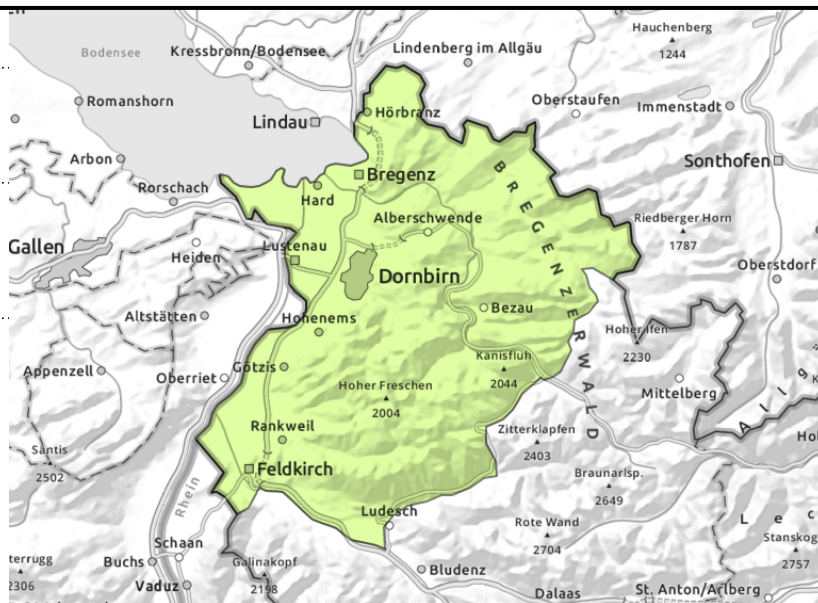 Hauchenberg
1244
Bodensee
Kressbronn/Bodensee
Lindenberg im Allgäu
Romanshorn
Hörbranz
Oberstaufen
Immenstadt
Lindau
Arbon
Sonthofen
Rorschach
Bregenz
Hard
Alberschwende
Riedberger Horn
1787
Gallen
Heiden
Lustenau
Oberstdorf
Dornbirn
BREGENZERWALD
Altstätten
Hohenems
Bezau
Hoher Ifen
2230
Kanisfluh
2044
Appenzell
Oberriet
Götzis
Hoher Freschen
2004
Mittelberg
Allg
Säntis
2502
Rankweil
Zitterklapfen
2403
Feldkirch
Braunarlsp.
2649
Rhein
Ludesch
Rote Wand
2704
Lec
Stanskog
2757
Schaan
Buchs
terrugg
2306
Galinakopf
2198
Bludenz
Vaduz
Dalaas
St. Anton/Arlberg